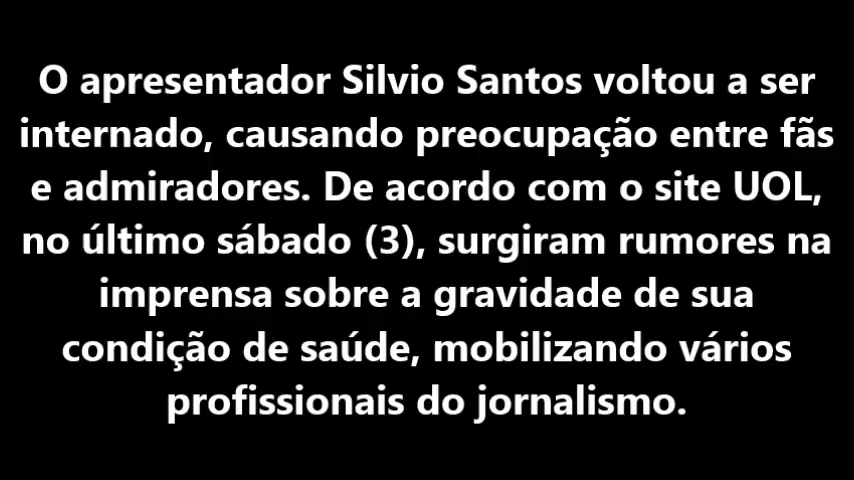 O apresentador Silvio Santos voltou a ser
internado, causando preocupação entre fãs
e admiradores. De acordo com o site UOL,
no último sábado (3), surgiram rumores na
imprensa sobre a gravidade de sua
condição de saúde, mobilizando vários
profissionais do jornalismo.